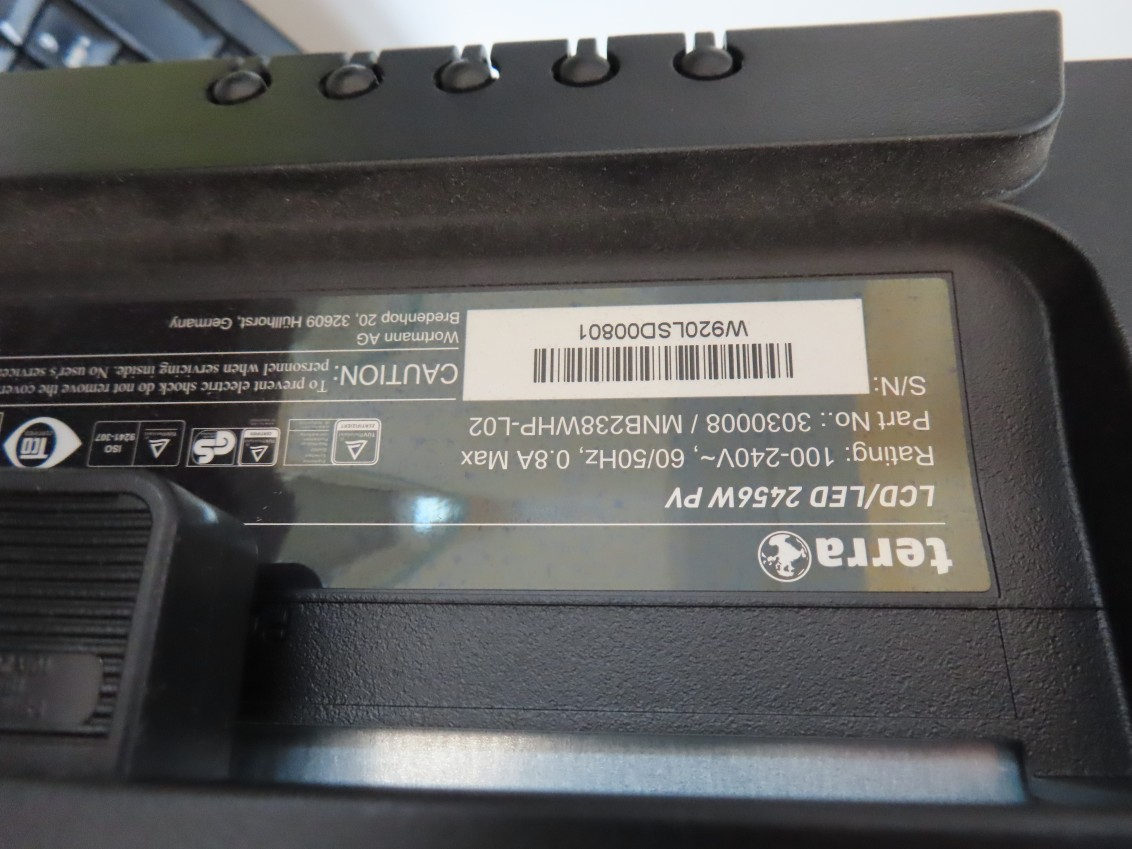 terra
LCD/LED 2456W PV
Rating: 100-240V~, 60/50Hz, 0.8A Max
Part No.: 3030008 / MNB238WHP-L02
S/N:
W920LSD00801
CERTIFICERT
ISO
9241-307
TCO
CAUTION:
To prevent electric shock do not remove the cover
personnel when servicing inside. No user's service
Wortmann AG
Bredenhop 20, 32609 Hüllhorst, Germany